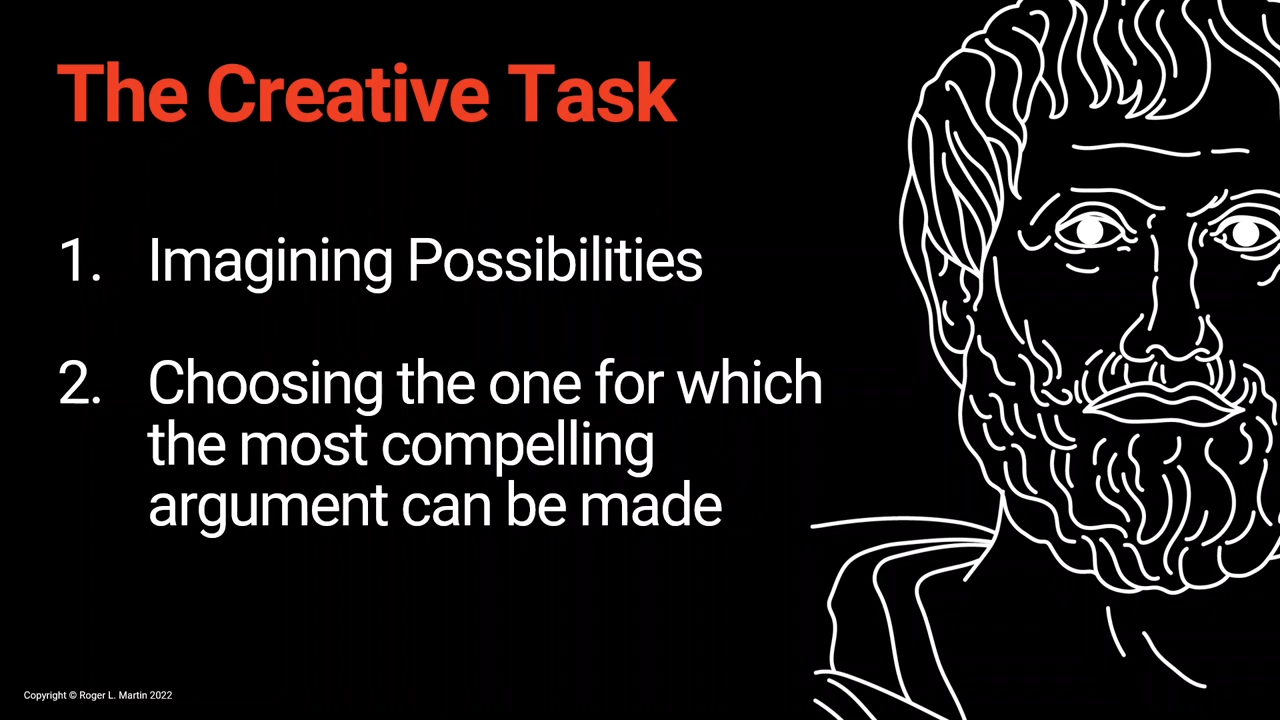 The Creative Task
1. Imagining Possibilities
2. Choosing the one for which
the most compelling
argument can be made
Copyright © Roger L. Martin 2022